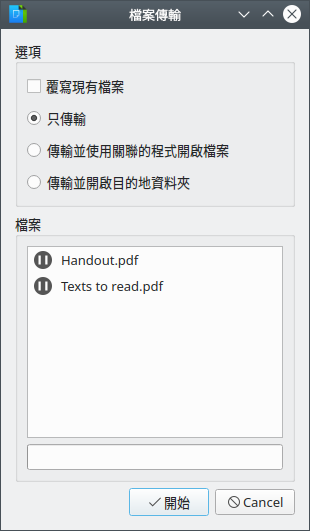 檔案傳輸
選項
覆寫現有檔案
只傳輸
傳輸並使用關聯的程式開啟檔案
傳輸並開啟目的地資料夾
檔案
Handout.pdf
Texts to read.pdf
開始
Cancel